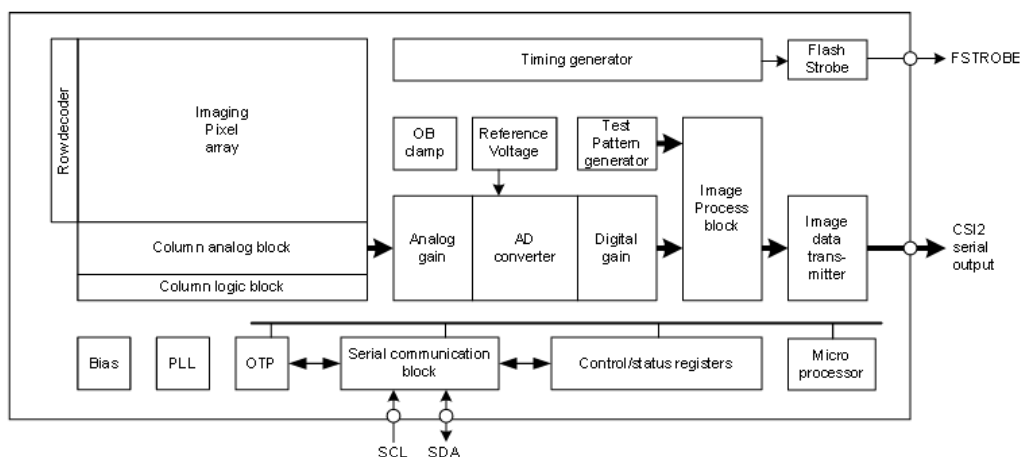 Timing generator
Flash
Strobe
FSTROBE
Rowdecoder
Imaging
Pixel
array
OB
clamp
Reference
Voltage
Test
Pattern
generator
Image
Process
block
Column analog block
Column logic block
Analog
gain
AD
converter
Digital
gain
Image
data
trans-
mitter
CSI2
serial
output
Bias
PLL
OTP
Serial communication
block
Control/status registers
Micro
processor
SCL
SDA